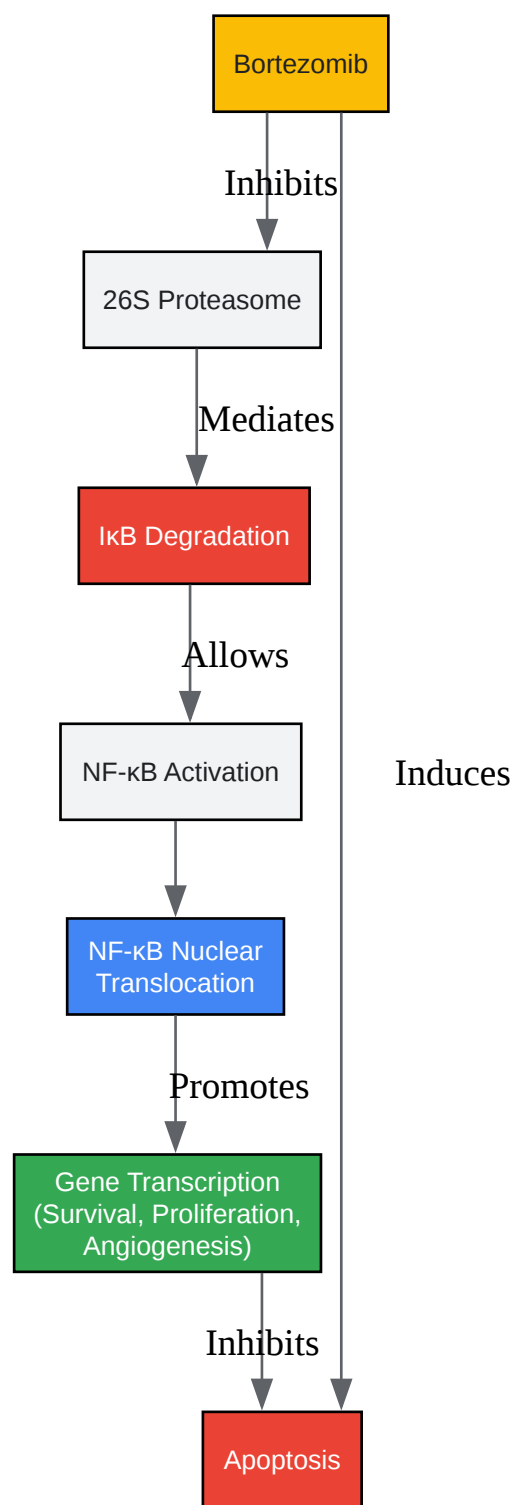 Bortezomib
Inhibits
26S Proteasome
Mediates
IκB Degradation
Allows
NF-κB Activation
Induces
NF-κB Nuclear
Translocation
Promotes
Gene Transcription
(Survival, Proliferation,
Angiogenesis)
Inhibits
Apoptosis